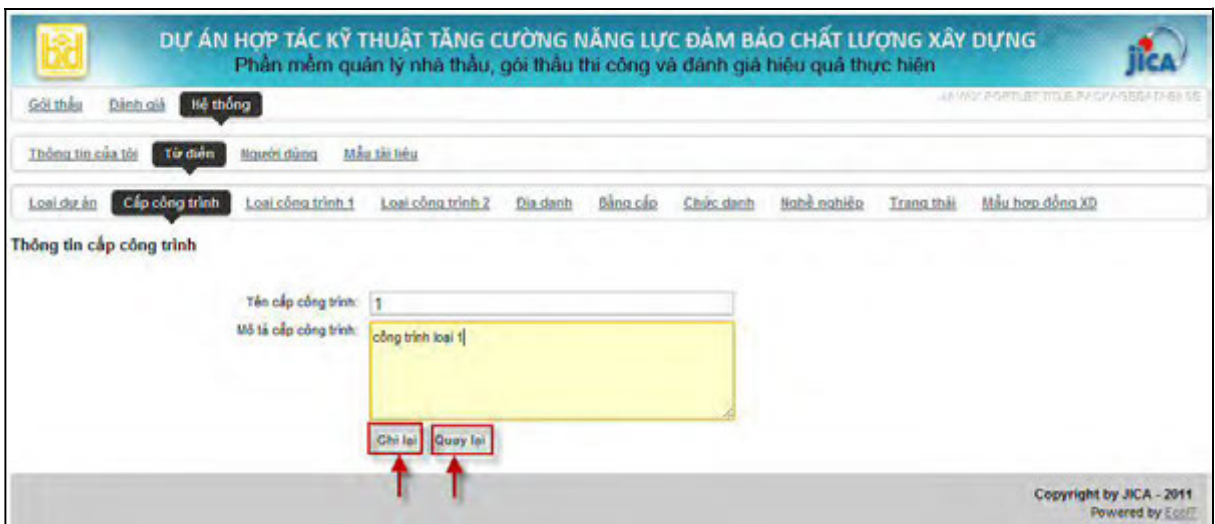 DỰ ÁN HỢP TÁC KỸ THUẬT TĂNG CƯỜNG NĂNG LỰC ĐẢM BẢO CHẤT LƯỢNG XÂY DỰNG
Phần mềm quản lý nhà thầu, gói thầu thi công và đánh giá hiệu quả thực hiện
jICA
Gói thầu Đánh giá Hệ thống
Thông tin của tôi Từ điển Người dùng Mẫu tài liệu
Loại dự án Cấp công trình Loại công trình 1 Loại công trình 2 Địa danh Bằng cấp Chức danh Nghề nghiệp Trạng thái Mẫu hợp đồng XD
Thông tin cấp công trình
Tên cấp công trình: 1
Mô tả cấp công trình: công trình loại 1
Ghi lại Quay lại
Copyright by JICA - 2011
Powered by EcoIT